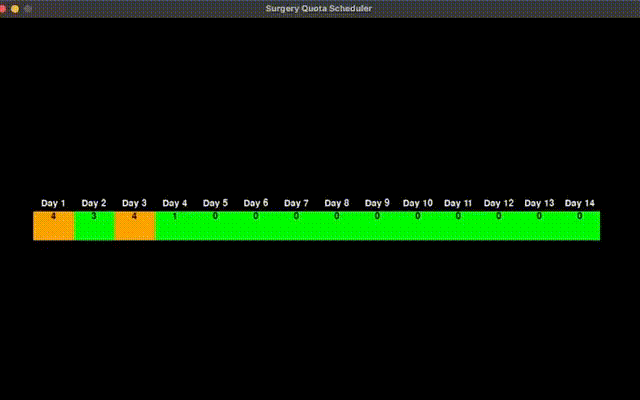 Surgery Quota Scheduler
Day 1 Day 2 Day 3 Day 4 Day 5 Day 6 Day 7 Day 8 Day 9 Day 10 Day 11 Day 12 Day 13 Day 14
4 3 4 1 0 0 0 0 0 0 0 0 0 0